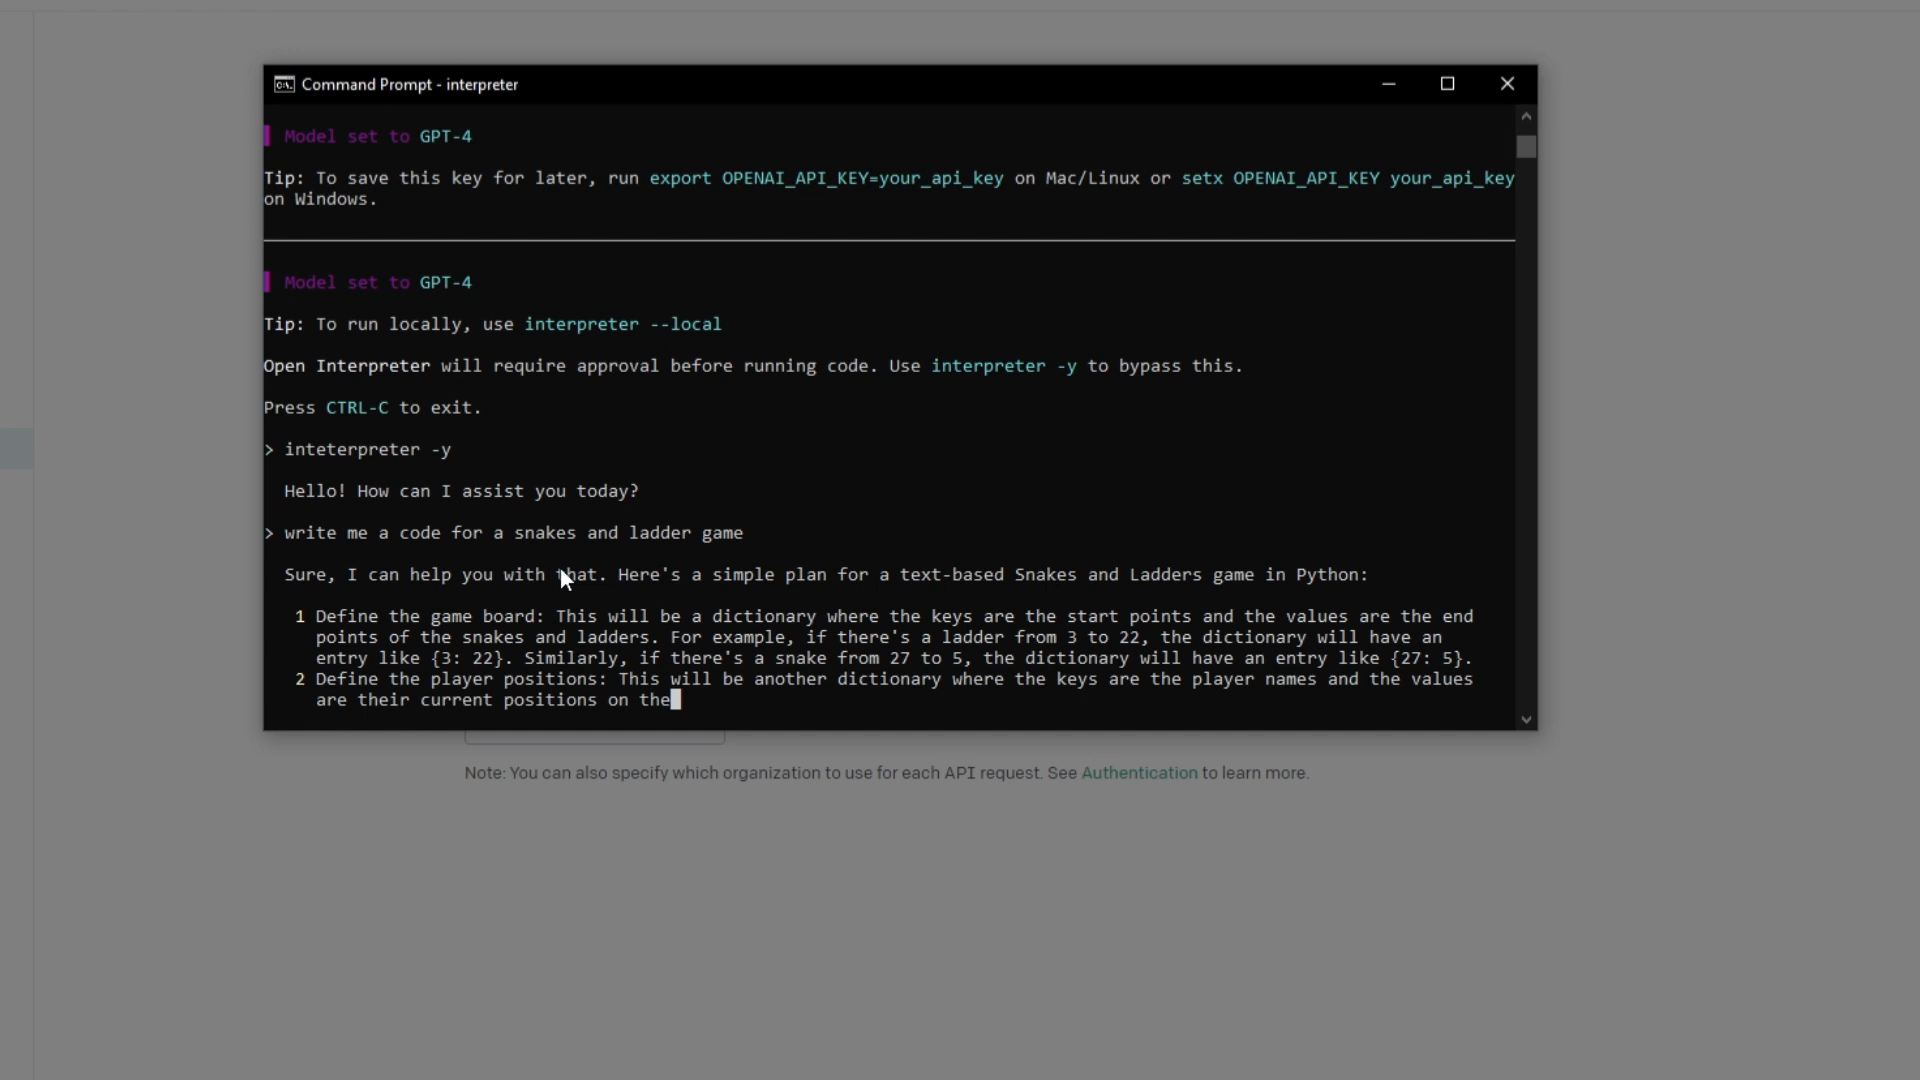 Command Prompt - interpreter
Model set to GPT-4
Tip: To save this key for later, run export OPENAI_API_KEY=your_api_key on Mac/Linux or setx OPENAI_API_KEY your_api_key
on Windows.
Model set to GPT-4
Tip: To run locally, use interpreter --local
Open Interpreter will require approval before running code. Use interpreter -y to bypass this.
Press CTRL-C to exit.
> inteterpreter -y
Hello! How can I assist you today?
> write me a code for a snakes and ladder game
Sure, I can help you with that. Here's a simple plan for a text-based Snakes and Ladders game in Python:
1 Define the game board: This will be a dictionary where the keys are the start points and the values are the end
points of the snakes and ladders. For example, if there's a ladder from 3 to 22, the dictionary will have an
entry like {3: 22}. Similarly, if there's a snake from 27 to 5, the dictionary will have an entry like {27: 5}.
2 Define the player positions: This will be another dictionary where the keys are the player names and the values
are their current positions on the
Note: You can also specify which organization to use for each API request. See Authentication to learn more.